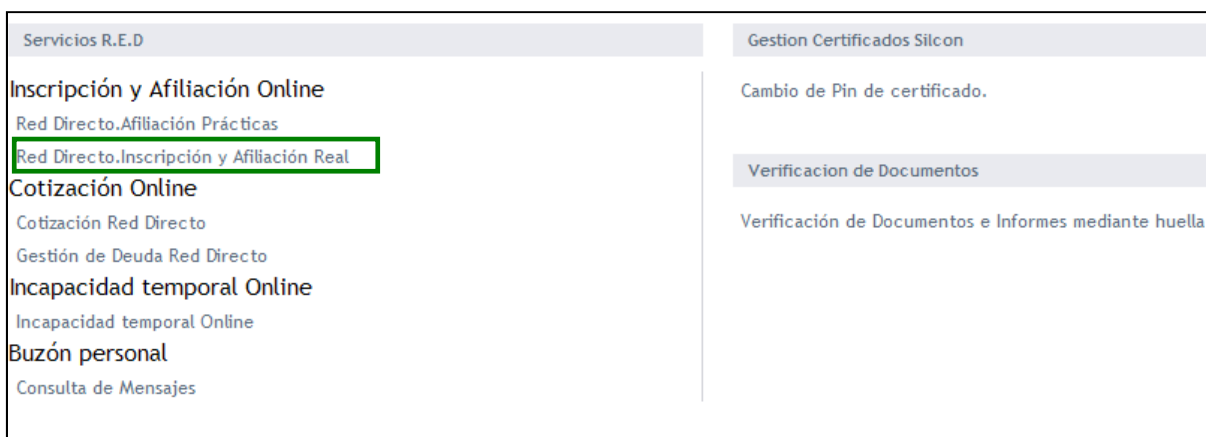 Servicios R.E.D
Inscripción y Afiliación Online
Red Directo.Afiliación Prácticas
Red Directo.Inscripción y Afiliación Real
Cotización Online
Cotización Red Directo
Gestión de Deuda Red Directo
Incapacidad temporal Online
Incapacidad temporal Online
Buzón personal
Consulta de Mensajes
Gestion Certificados Silcon
Cambio de Pin de certificado.
Verificacion de Documentos
Verificación de Documentos e Informes mediante huella